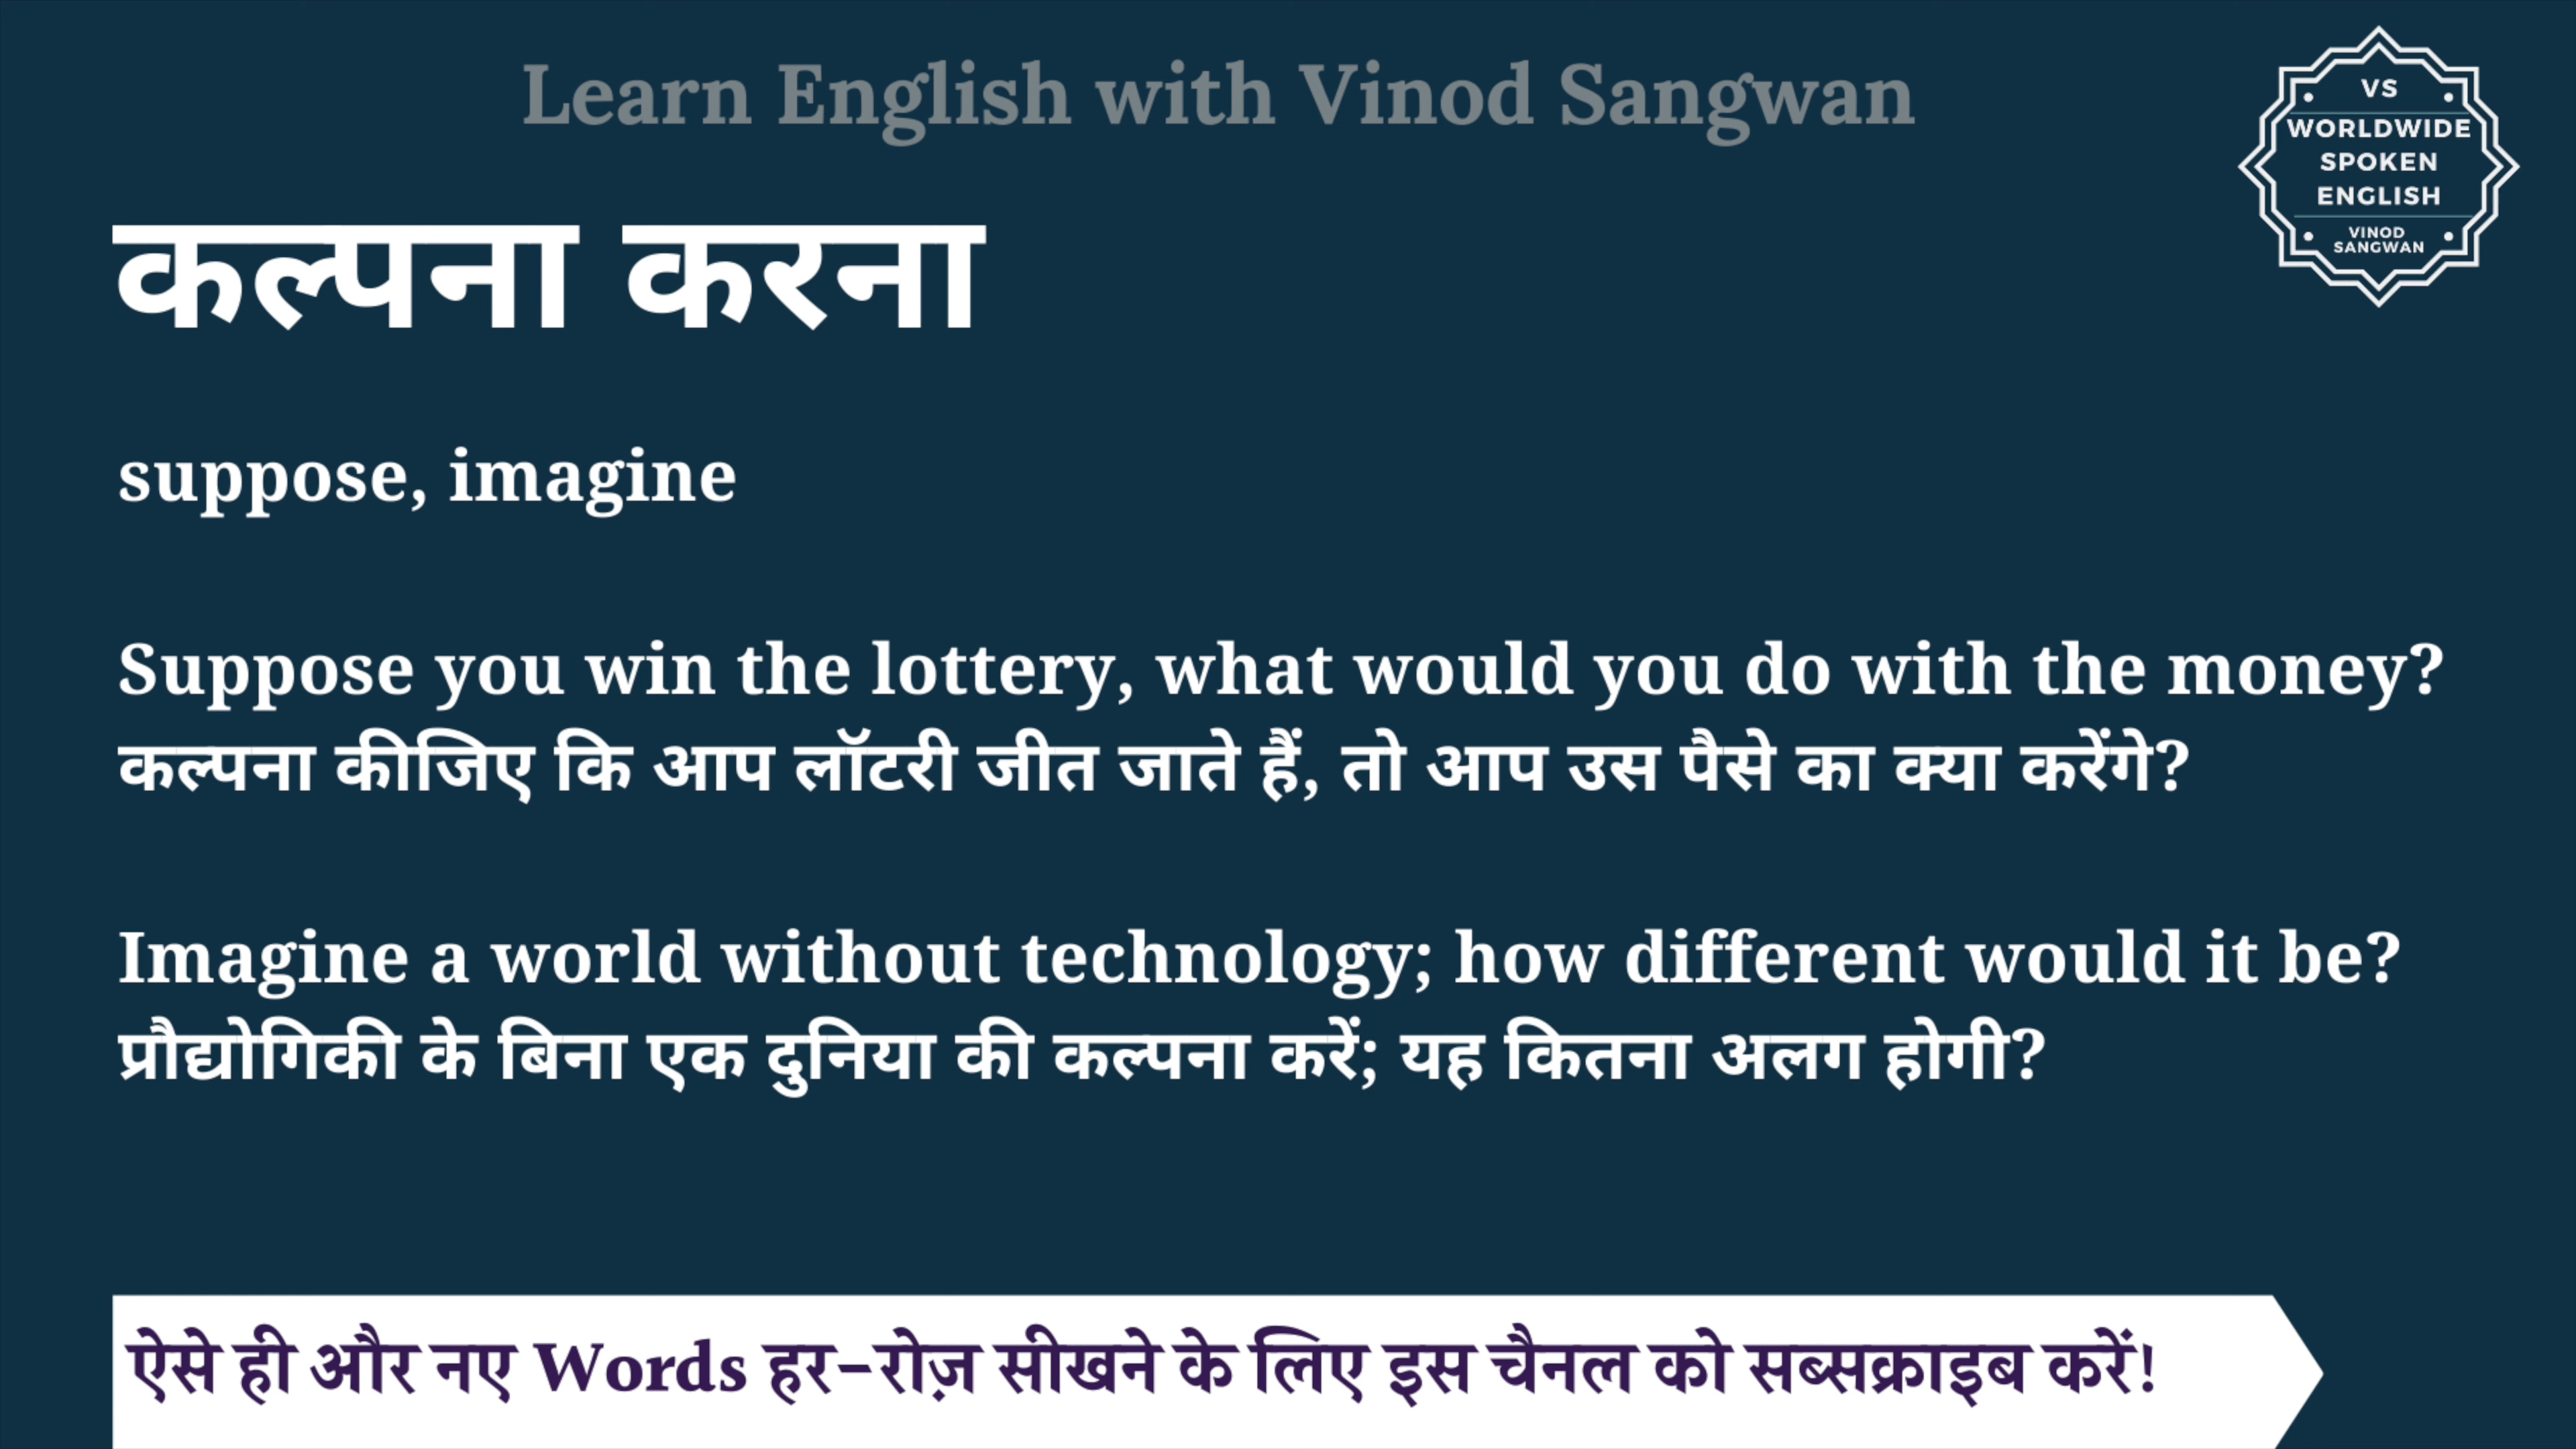 Learn English with Vinod Sangwan
VS
WORLDWIDE
SPOKEN
ENGLISH
VINOD
SANGWAN
कल्पना करना
suppose, imagine
Suppose you win the lottery, what would you do with the money?
कल्पना कीजिए कि आप लॉटरी जीत जाते हैं, तो आप उस पैसे का क्या करेंगे?
Imagine a world without technology; how different would it be?
प्रौद्योगिकी के बिना एक दुनिया की कल्पना करें; यह कितना अलग होगी?
ऐसे ही और नए Words हर-रोज़ सीखने के लिए इस चैनल को सब्सक्राइब करें!